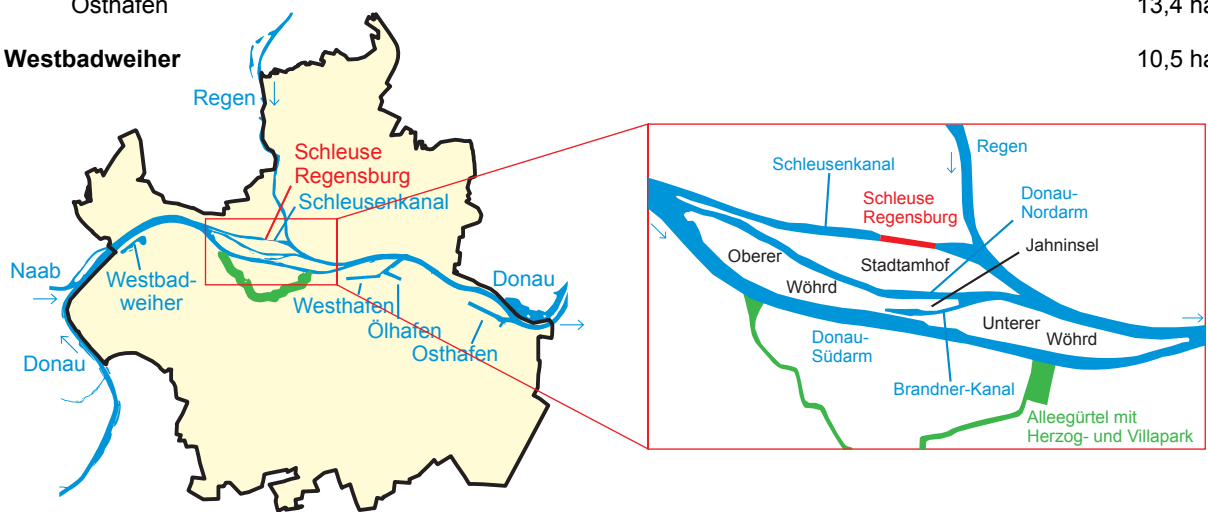 Osthafen 13,4 ha
Westbadweiher 10,5 ha
Regen
Schleuse
Regensburg
Schleusenkanal
Naab
Westbad-
weiher
Westhafen
Ölhafen
Osthafen
Donau
Donau
Schleusenkanal
Regen
Schleuse
Regensburg
Donau-
Nordarm
Jahninsel
Stadtamhof
Oberer
Wöhrd
Unterer
Wöhrd
Donau-
Südarm
Brandner-Kanal
Alleegürtel mit
Herzog- und Villapark